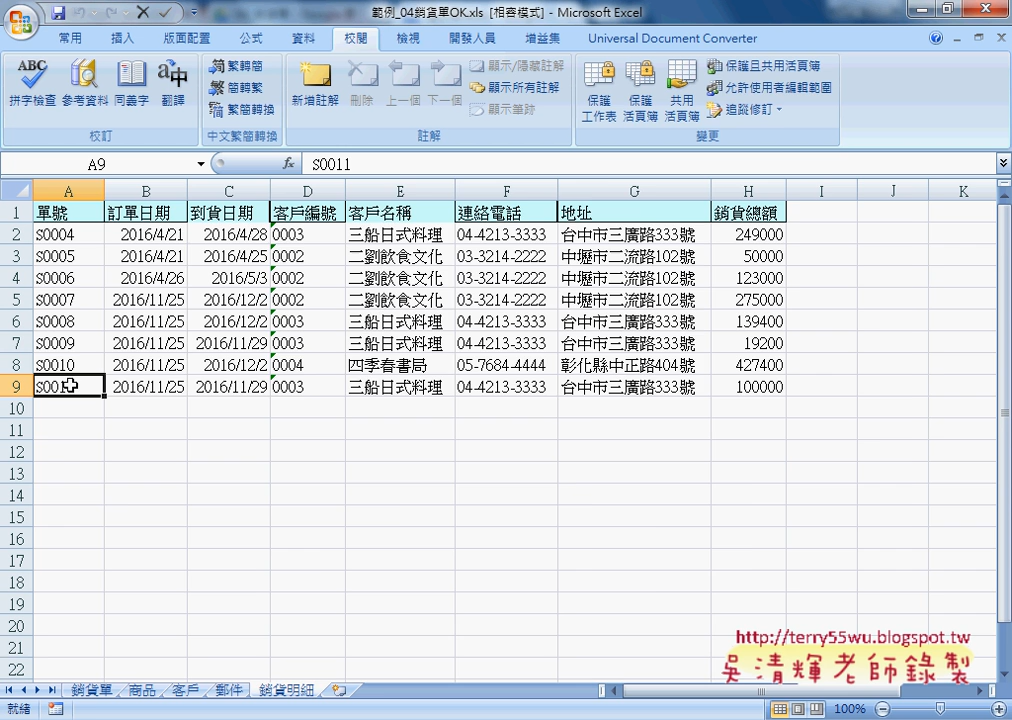 範例_04銷貨單OK.xls [相容模式] - Microsoft Excel
常用 插入 版面配置 公式 資料 校閱 檢視 開發人員 增益集 Universal Document Converter
ABC
拼字檢查 參考資料 同義字 翻譯
繁轉簡
簡轉繁
繁簡轉換
新增註解 刪除 上一個 下一個
顯示/隱藏註解
顯示所有註解
顯示筆跡
保護工作表 保護活頁簿 共用活頁簿
保護且共用活頁簿
允許使用者編輯範圍
追蹤修訂
校訂 中文繁簡轉換 註解 變更
A9 fx S0011
A B C D E F G H I J K
1 單號 訂單日期 到貨日期 客戶編號 客戶名稱 連絡電話 地址 銷貨總額
2 S0004 2016/4/21 2016/4/28 0003 三船日式料理 04-4213-3333 台中市三廣路333號 249000
3 S0005 2016/4/21 2016/4/25 0002 二劉飲食文化 03-3214-2222 中壢市二流路102號 50000
4 S0006 2016/4/26 2016/5/3 0002 二劉飲食文化 03-3214-2222 中壢市二流路102號 123000
5 S0007 2016/11/25 2016/12/2 0002 二劉飲食文化 03-3214-2222 中壢市二流路102號 275000
6 S0008 2016/11/25 2016/12/2 0003 三船日式料理 04-4213-3333 台中市三廣路333號 139400
7 S0009 2016/11/25 2016/12/2 0003 三船日式料理 04-4213-3333 台中市三廣路333號 19200
8 S0010 2016/11/25 2016/12/2 0004 四季春書局 05-7684-4444 彰化縣中正路404號 427400
9 S001 2016/11/25 2016/11/29 0003 三船日式料理 04-4213-3333 台中市三廣路333號 100000
10
11
12
13
14
15
16
17
18
19
20
21
22
http://terry55wu.blogspot.tw
吳清輝老師錄製
銷貨單 商品 客戶 郵件 銷貨明細
就緒 100%